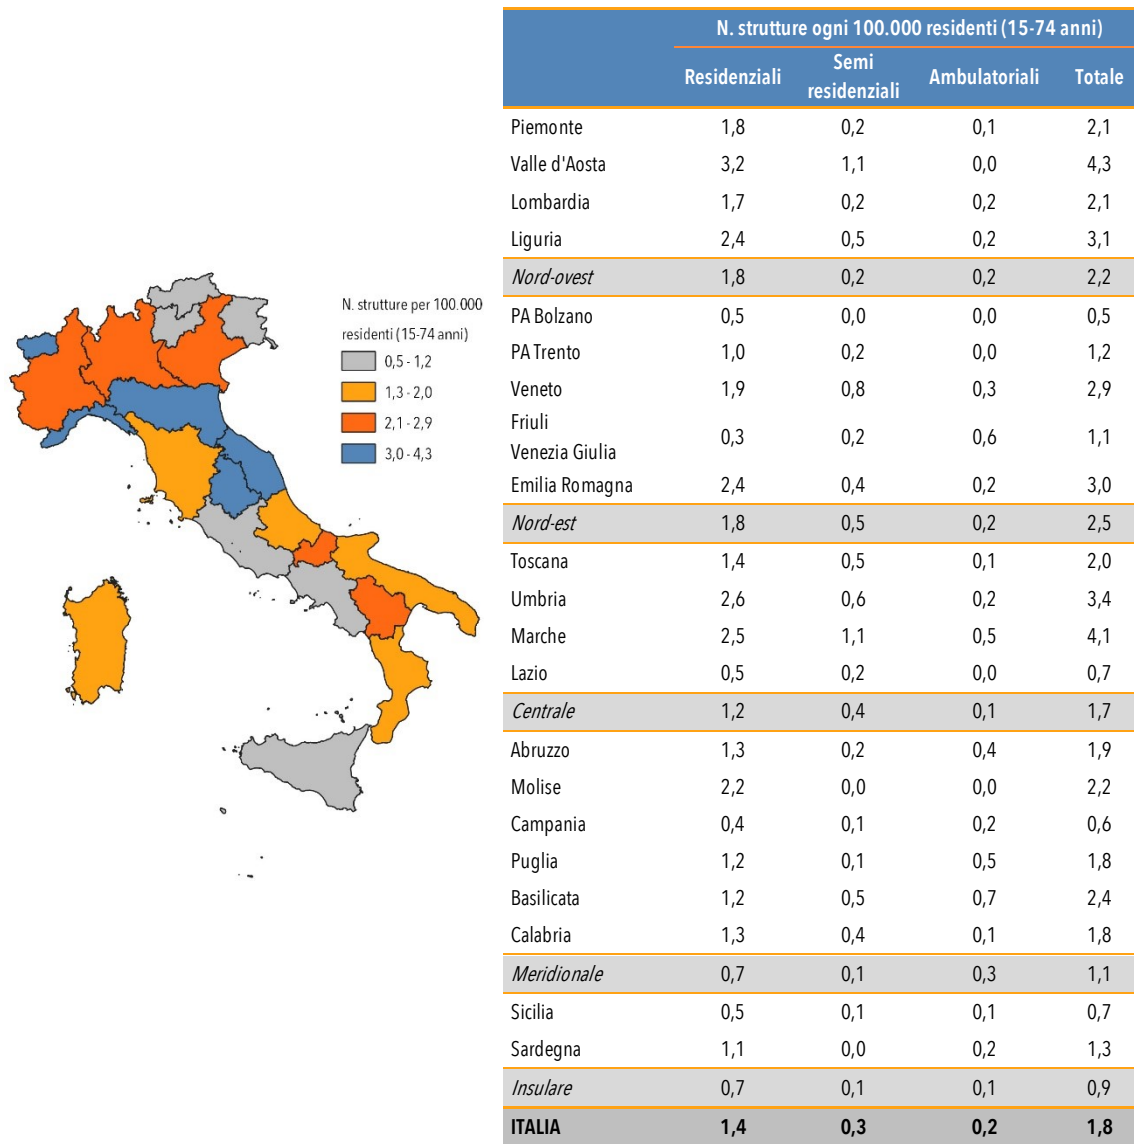 N. strutture per 100.000
residenti (15-74 anni)
0,5 - 1,2
1,3 - 2,0
2,1 - 2,9
3,0 - 4,3
N. strutture ogni 100.000 residenti (15-74 anni)
Residenziali Semi residenziali Ambulatoriali Totale
Piemonte 1,8 0,2 0,1 2,1
Valle d'Aosta 3,2 1,1 0,0 4,3
Lombardia 1,7 0,2 0,2 2,1
Liguria 2,4 0,5 0,2 3,1
Nord-ovest 1,8 0,2 0,2 2,2
PA Bolzano 0,5 0,0 0,0 0,5
PA Trento 1,0 0,2 0,0 1,2
Veneto 1,9 0,8 0,3 2,9
Friuli
Venezia Giulia 0,3 0,2 0,6 1,1
Emilia Romagna 2,4 0,4 0,2 3,0
Nord-est 1,8 0,5 0,2 2,5
Toscana 1,4 0,5 0,1 2,0
Umbria 2,6 0,6 0,2 3,4
Marche 2,5 1,1 0,5 4,1
Lazio 0,5 0,2 0,0 0,7
Centrale 1,2 0,4 0,1 1,7
Abruzzo 1,3 0,2 0,4 1,9
Molise 2,2 0,0 0,0 2,2
Campania 0,4 0,1 0,2 0,6
Puglia 1,2 0,1 0,5 1,8
Basilicata 1,2 0,5 0,7 2,4
Calabria 1,3 0,4 0,1 1,8
Meridionale 0,7 0,1 0,3 1,1
Sicilia 0,5 0,1 0,1 0,7
Sardegna 1,1 0,0 0,2 1,3
Insulare 0,7 0,1 0,1 0,9
ITALIA 1,4 0,3 0,2 1,8